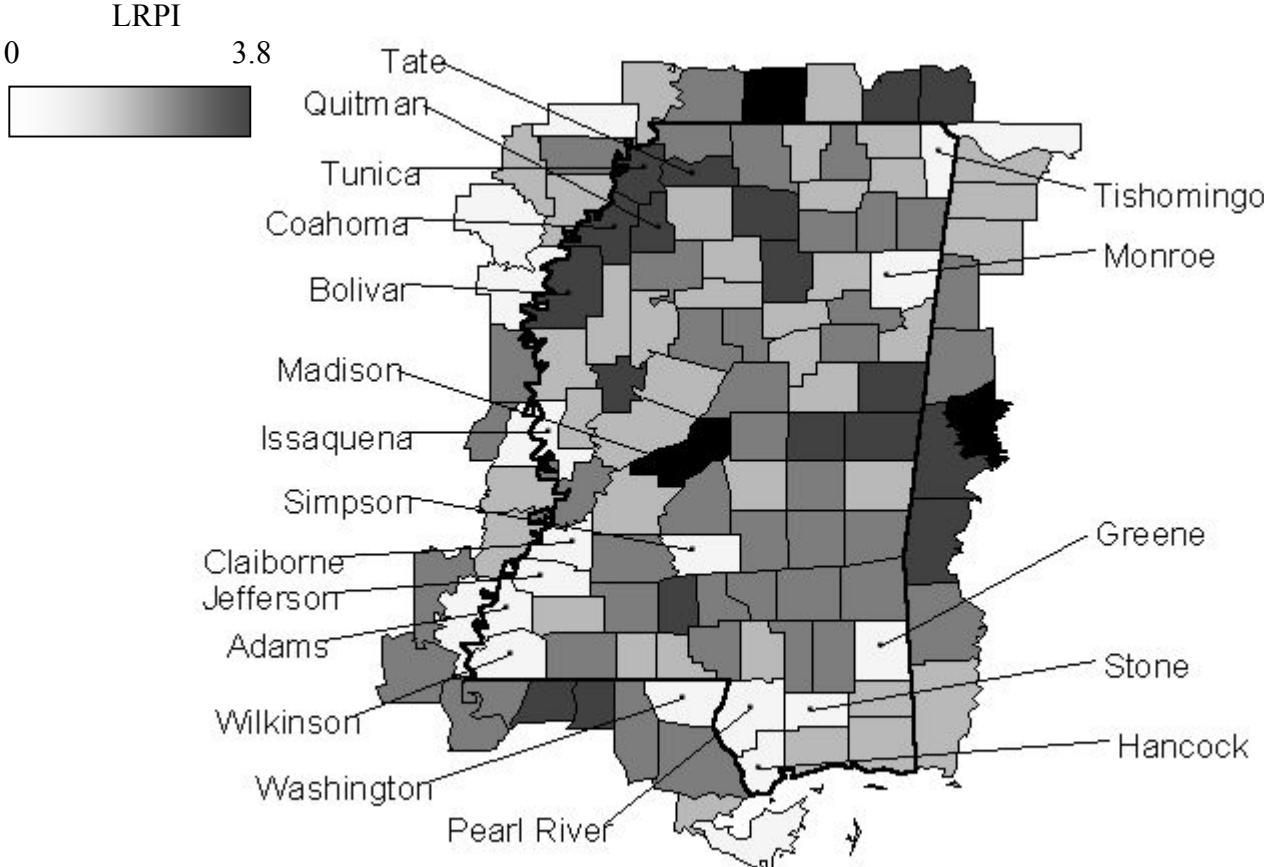 LRPI
0 3.8
Tate
Quitman
Tunica
Coahoma
Bolivar
Madison
Issaquena
Simpson
Claiborne
Jefferson
Adams
Wilkinson
Washington
Pearl River
Tishomingo
Monroe
Greene
Stone
Hancock